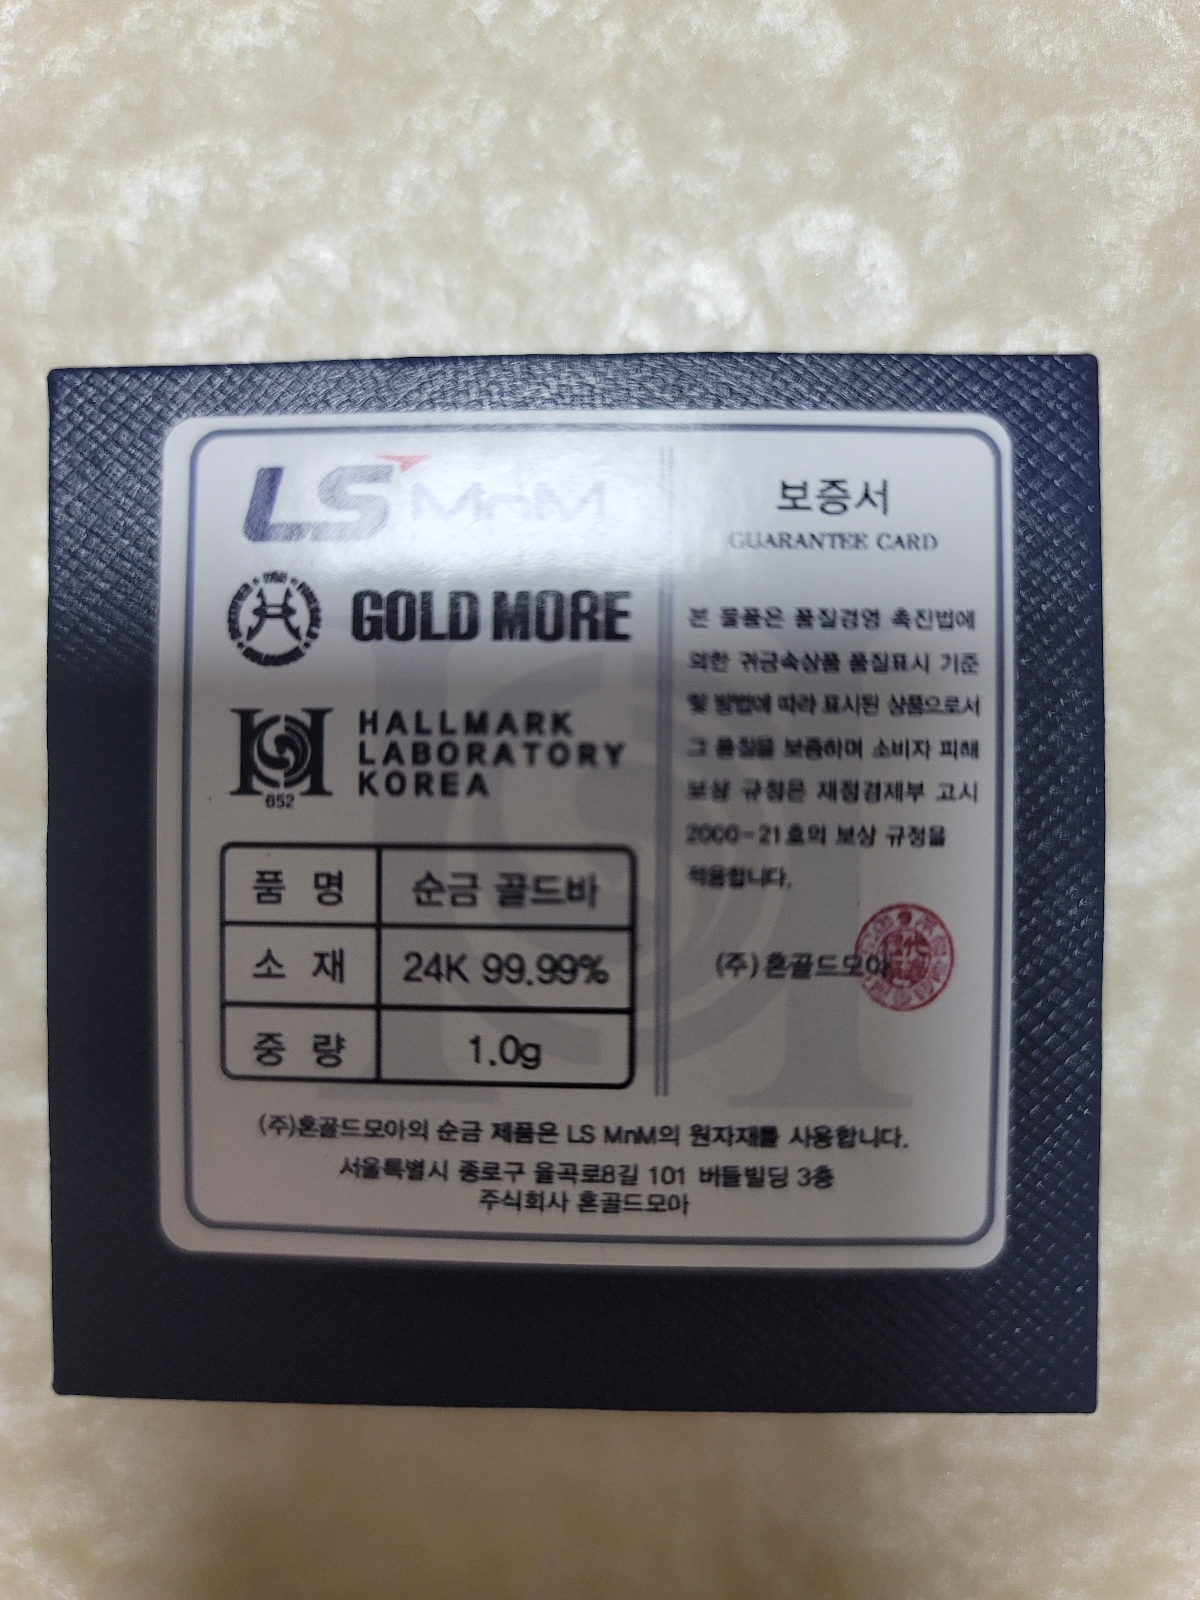 LS MnM
GOLD MORE
HALLMARK
LABORATORY
KOREA
652
품 명
순금 골드바
소 재
24K 99.99%
중 량
1.0g
보증서
GUARANTEE CARD
본 물품은 품질경영 촉진법에
의한 귀금속상품 품질표시 기준
및 방법에 따라 표시된 상품으로서
그 품질을 보증하며 소비자 피해
보상 규정은 재정경제부 고시
2000-21호의 보상 규정을
적용합니다.
(주)혼골드모아
(주)혼골드모아의 순금 제품은 LS MnM의 원자재를 사용합니다.
서울특별시 종로구 율곡로8길 101 버들빌딩 3층
주식회사 혼골드모아